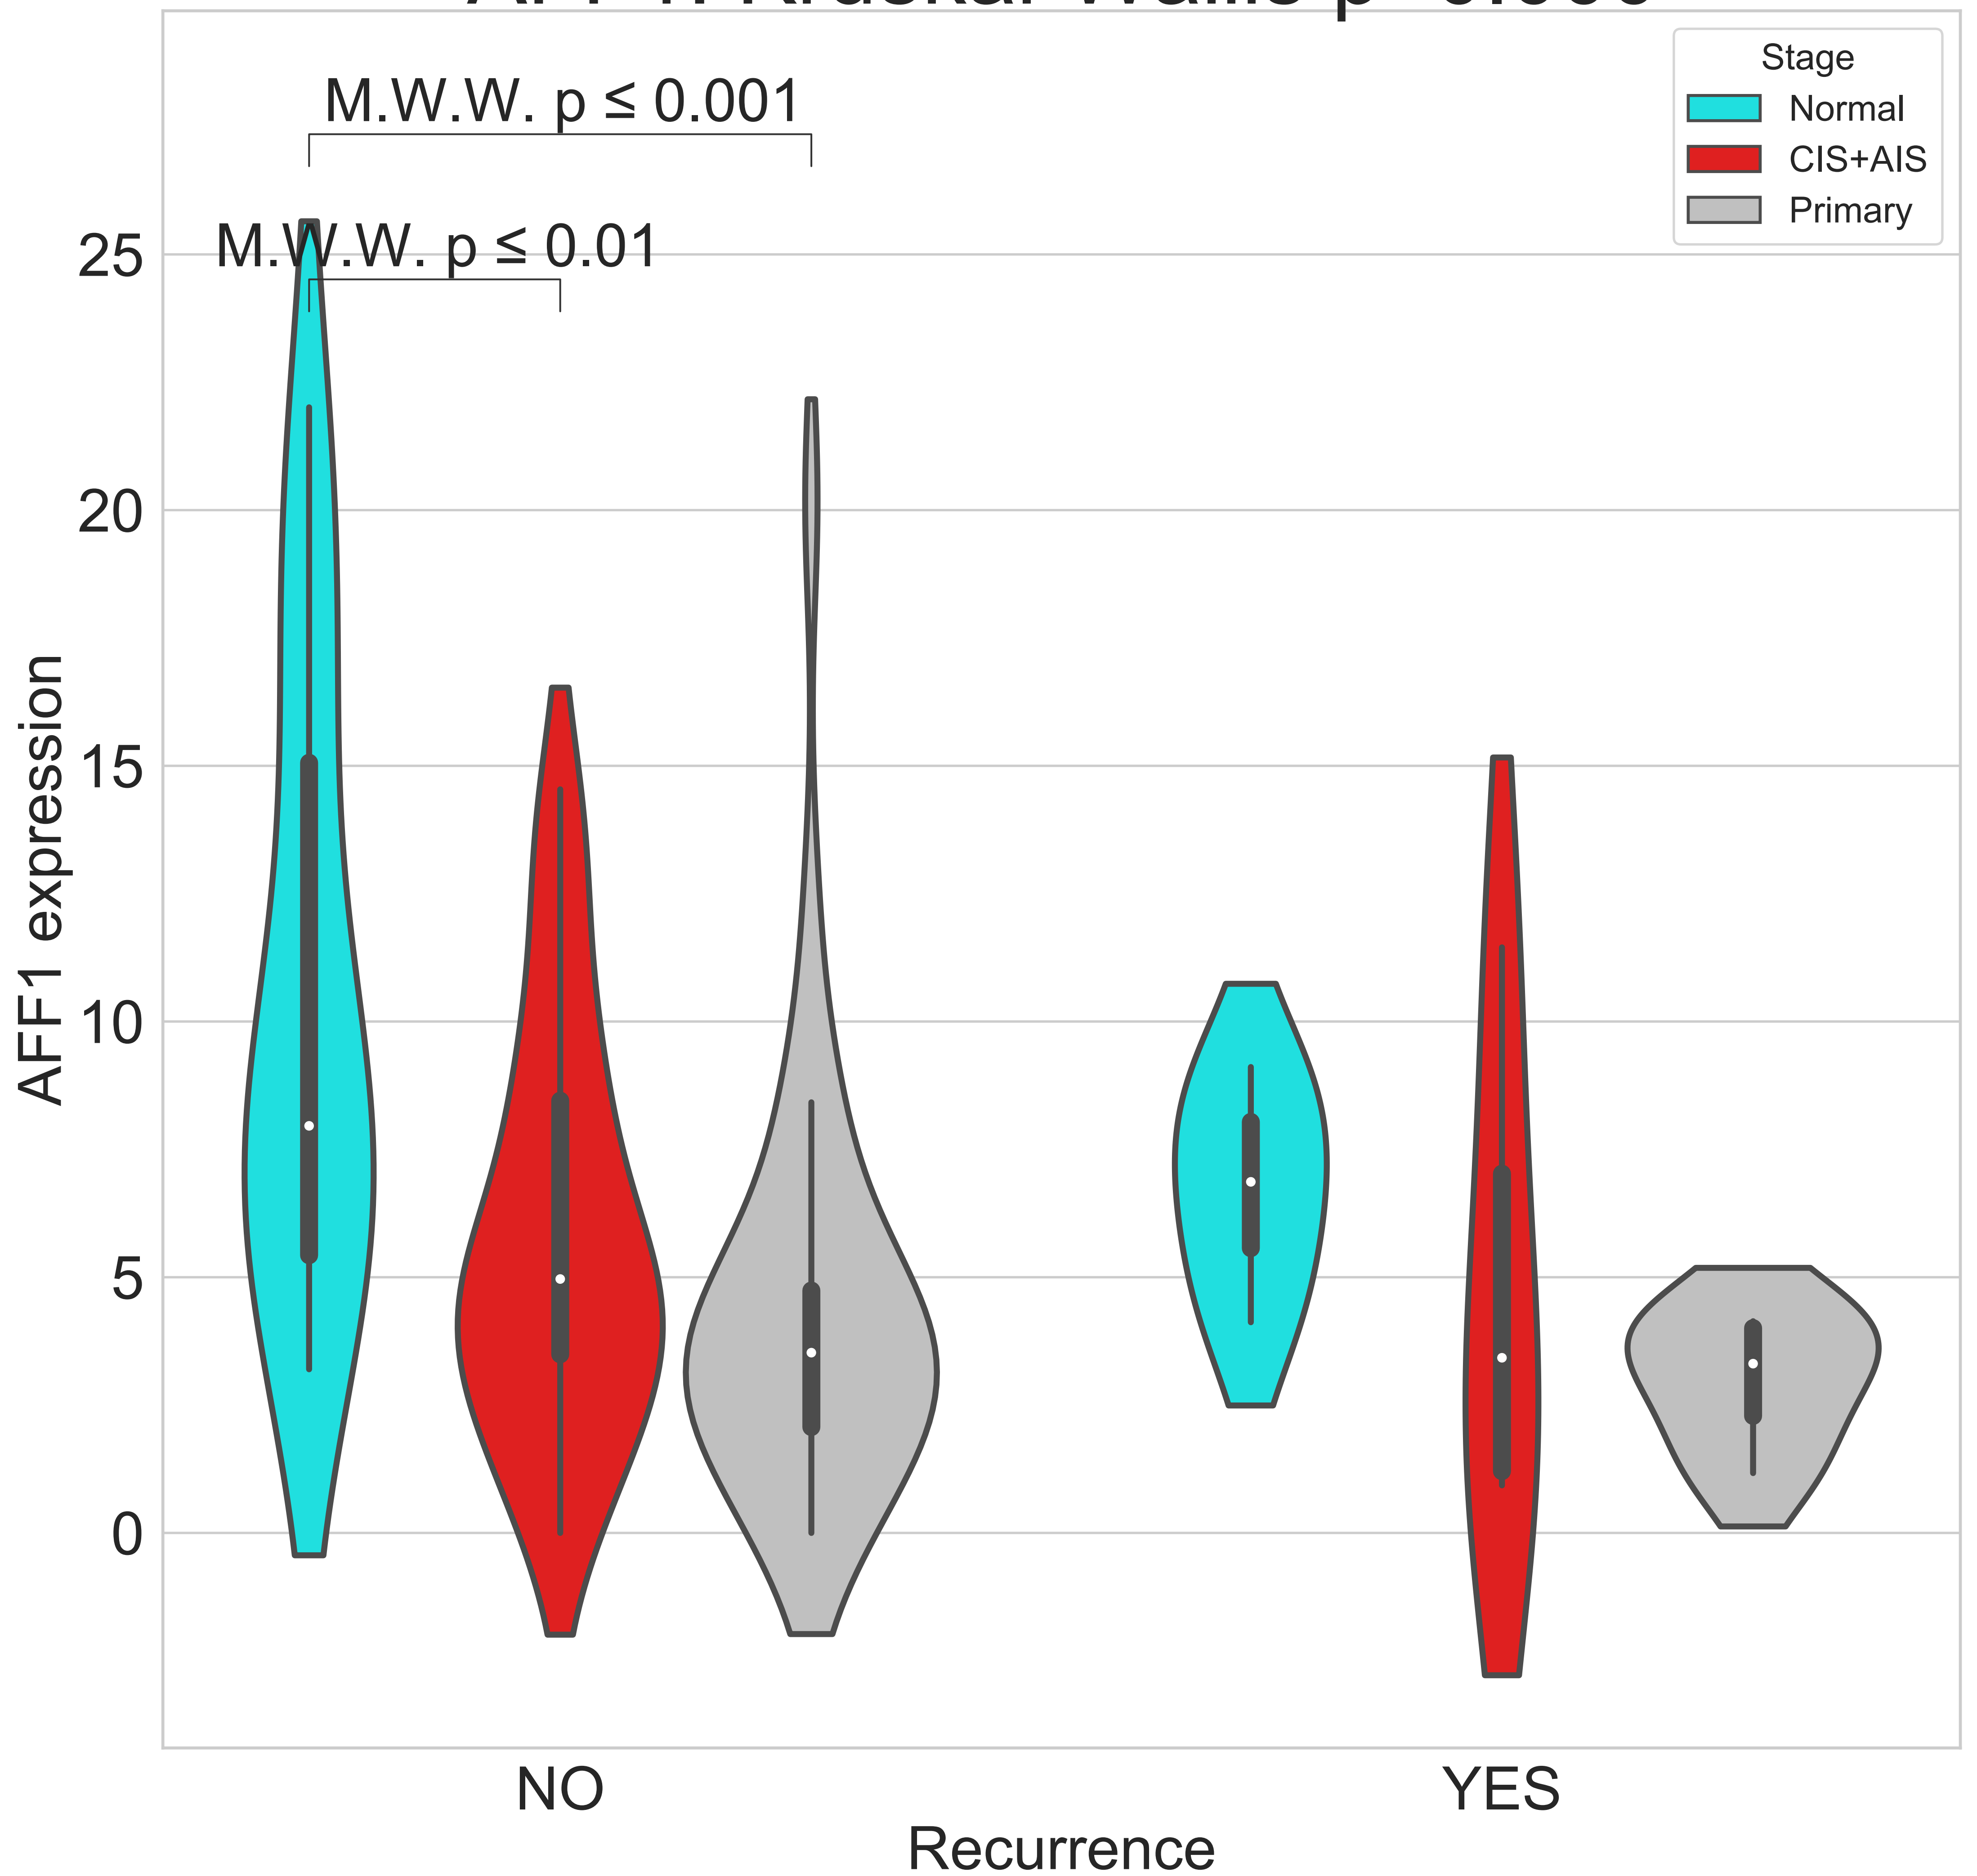 M.W.W. p ≤ 0.001
M.W.W. p ≤ 0.01
Stage
Normal
CIS+AIS
Primary
25
20
15
10
5
0
AFF1 expression
NO
YES
Recurrence